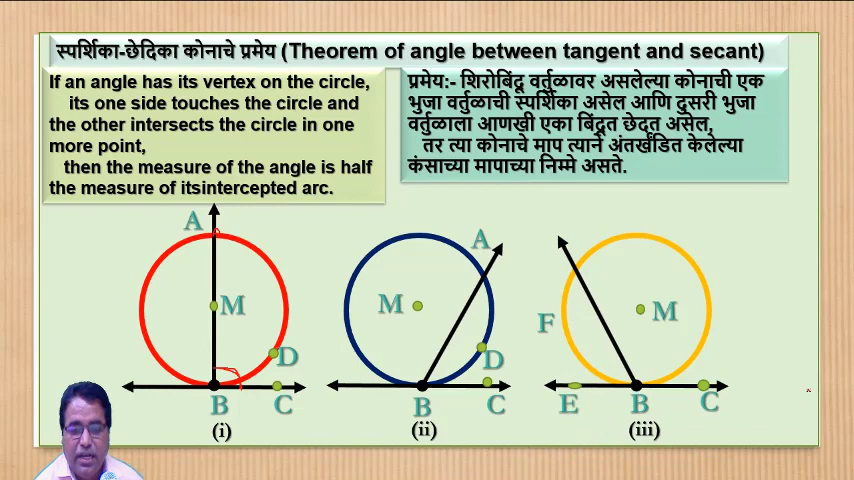 स्पर्शिका-छेदिका कोनाचे प्रमेय (Theorem of angle between tangent and secant)
If an angle has its vertex on the circle,
its one side touches the circle and
the other intersects the circle in one
more point,
then the measure of the angle is half
the measure of itsintercepted arc.
प्रमेय:- शिरोबिंदू वर्तुळावर असलेल्या कोनाची एक
भुजा वर्तुळाची स्पर्शिका असेल आणि दुसरी भुजा
वर्तुळाला आणखी एका बिंदूत छेदत असेल,
तर त्या कोनाचे माप त्याने अंतर्खंडित केलेल्या
कंसाच्या मापाच्या निम्मे असते.
A
M
D
B
C
(i)
A
M
D
B
C
(ii)
F
M
E
B
C
(iii)